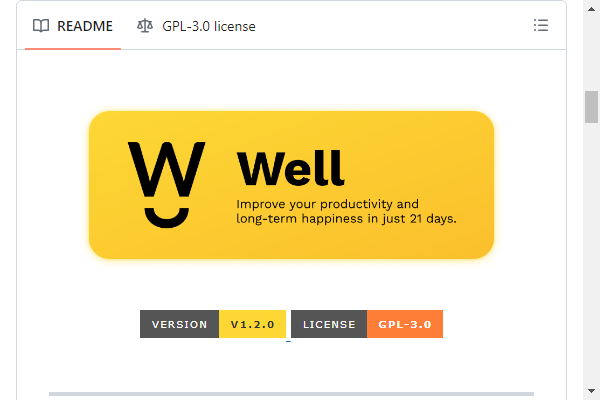 README
GPL-3.0 license
W
Well
Improve your productivity and
long-term happiness in just 21 days.
VERSION V1.2.0
LICENSE GPL-3.0